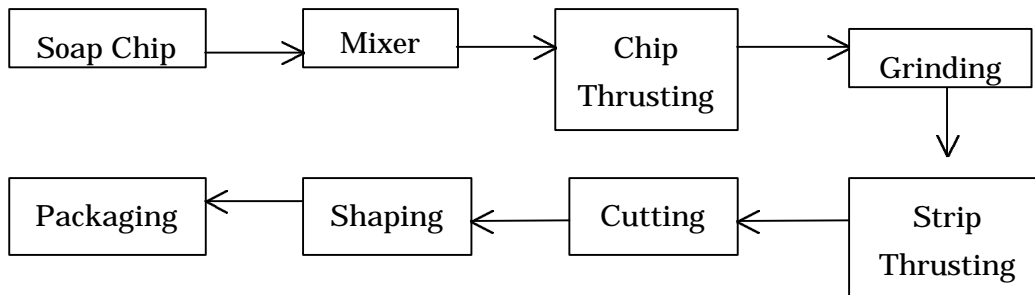 Soap Chip
Mixer
Chip
Thrusting
Grinding
Strip
Thrusting
Cutting
Shaping
Packaging